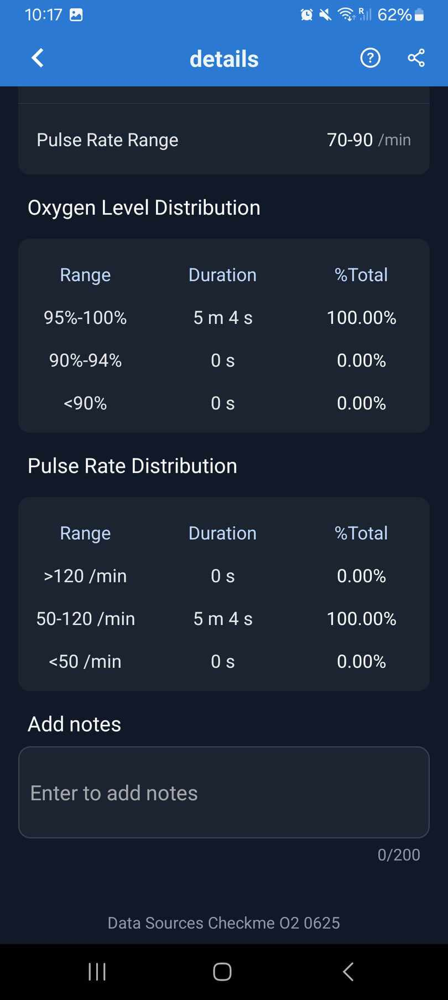 10:17 R 62%
details ?
Pulse Rate Range 70-90 /min
Oxygen Level Distribution
Range Duration %Total
95%-100% 5 m 4 s 100.00%
90%-94% 0 s 0.00%
<90% 0 s 0.00%
Pulse Rate Distribution
Range Duration %Total
>120 /min 0 s 0.00%
50-120 /min 5 m 4 s 100.00%
<50 /min 0 s 0.00%
Add notes
Enter to add notes
0/200
Data Sources Checkme O2 0625